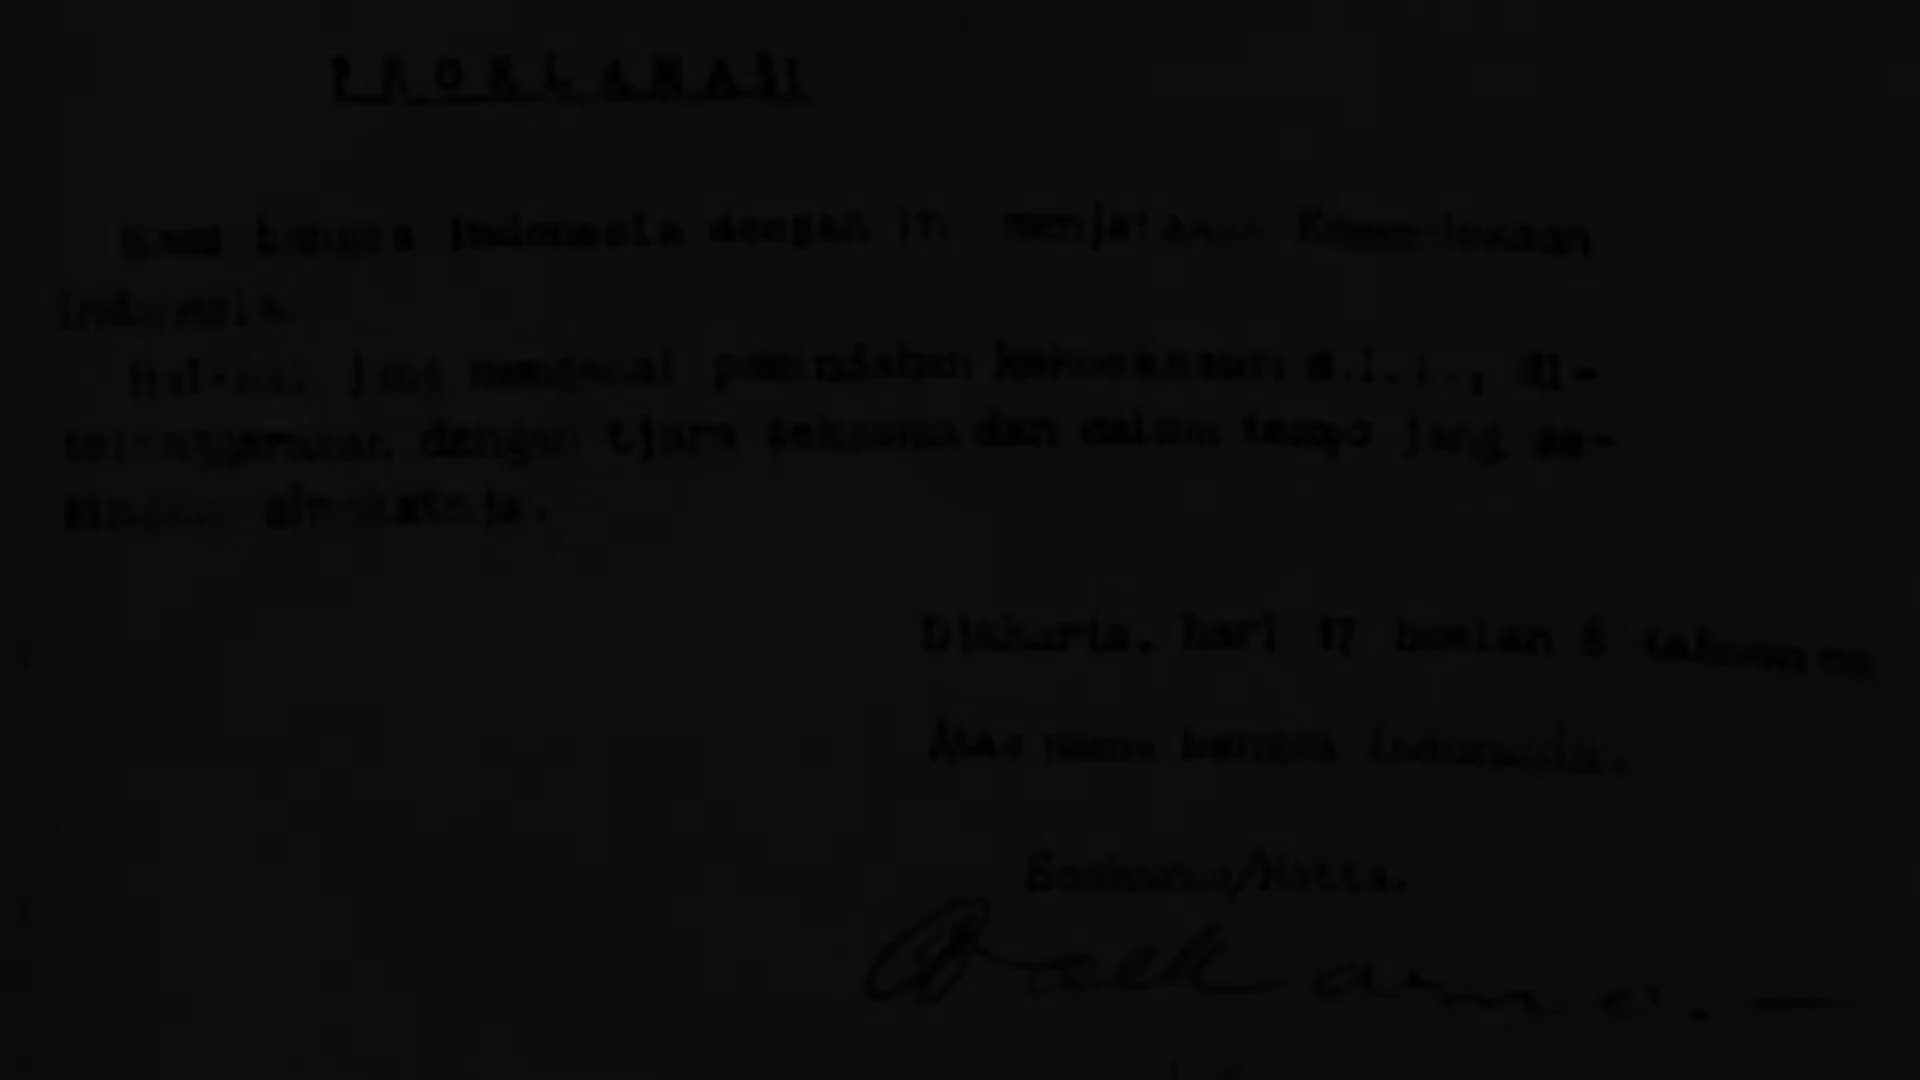 P R O K L A M A S I
Kami bangsa Indonesia dengan ini menjatakan Kemerdekaan
Indonesia.
Hal-hal jang mengenai pemindahan kekoeasaan d.l.l., di-
selenggarakan dengan tjara seksama dan dalam tempo jang se-
singkat-singkatnja.
Djakarta, hari 17 boelan 8 tahoen 05
Atas nama bangsa Indonesia.
Soekarno/Hatta.